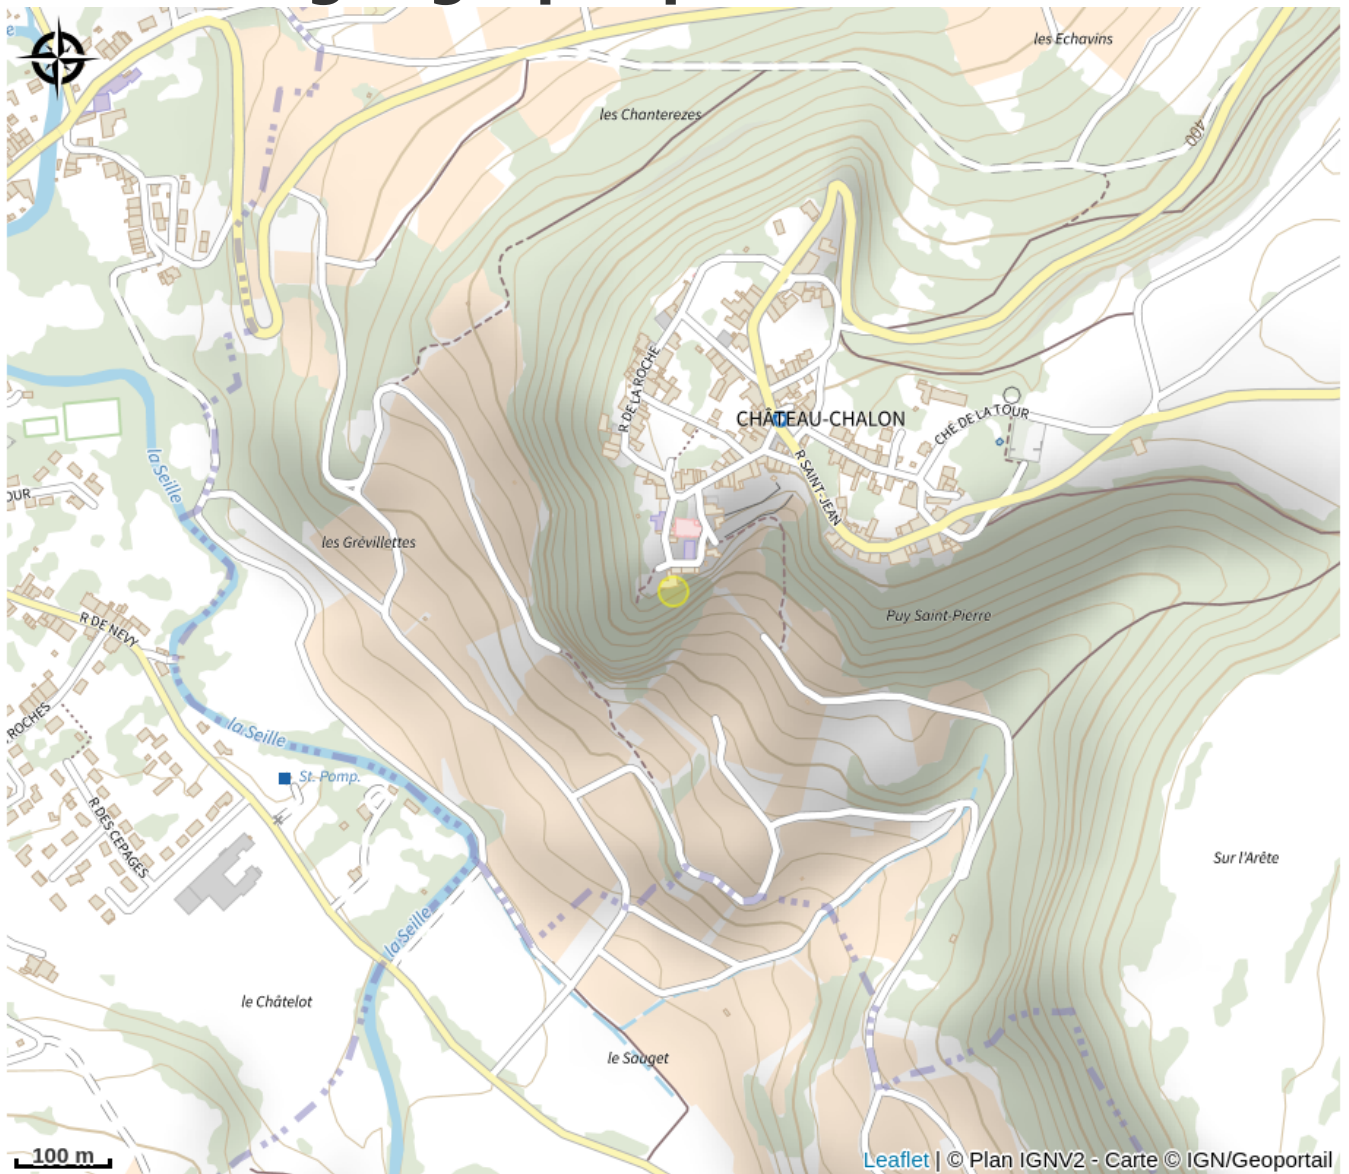 les Echavins
les Chanterezes
400
R DE LA ROCHE
CHÂTEAU-CHALON
CHE DE LA TOUR
la Seille
R SAINT-JEAN
OUR
les Grévillettes
R DE NEVY
Puy Saint-Pierre
ROCHES
la Seille
St. Pomp.
R DES CEPAGES
Sur l'Arête
la Seille
le Châtelot
le Sauget
100 m
Leaflet | © Plan IGNV2 - Carte © IGN/Geoportail